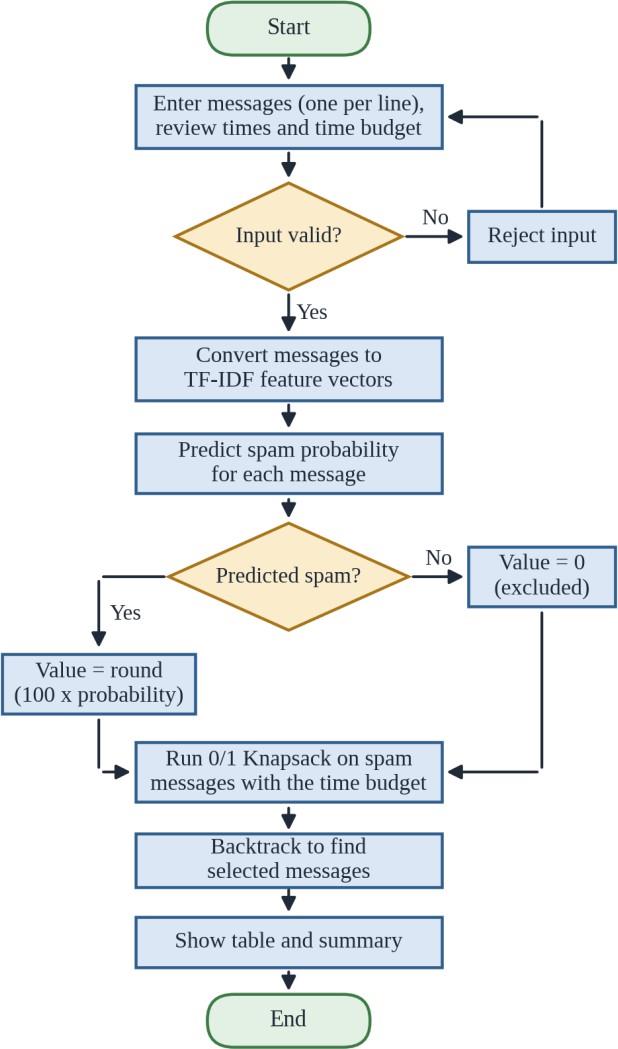 Start
Enter messages (one per line),
review times and time budget
Input valid?
No
Reject input
Yes
Convert messages to
TF-IDF feature vectors
Predict spam probability
for each message
Predicted spam?
No
Value = 0
(excluded)
Yes
Value = round
(100 x probability)
Run 0/1 Knapsack on spam
messages with the time budget
Backtrack to find
selected messages
Show table and summary
End